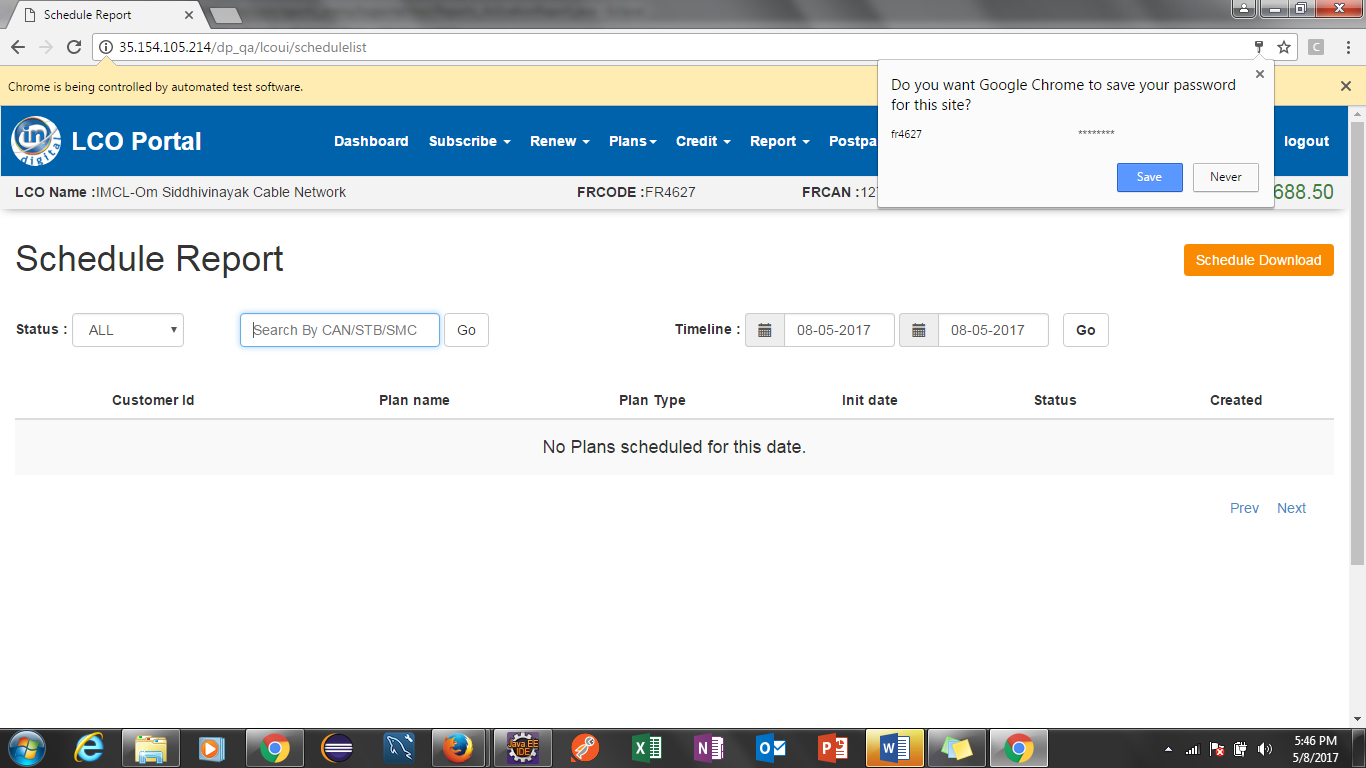 Schedule Report
35.154.105.214/dp_qa/lcoui/schedulelist
C
Chrome is being controlled by automated test software.
Do you want Google Chrome to save your password
for this site?
fr4627 ********
Save Never
in digital
LCO Portal
Dashboard Subscribe Renew Plans Credit Report Postpa logout
LCO Name :IMCL-Om Siddhivinayak Cable Network FRCODE :FR4627 FRCAN :127 688.50
Schedule Report
Schedule Download
Status : ALL Search By CAN/STB/SMC Go Timeline : 08-05-2017 08-05-2017 Go
Customer Id Plan name Plan Type Init date Status Created
No Plans scheduled for this date.
Prev Next
Java EE
IDE
5:46 PM
5/8/2017